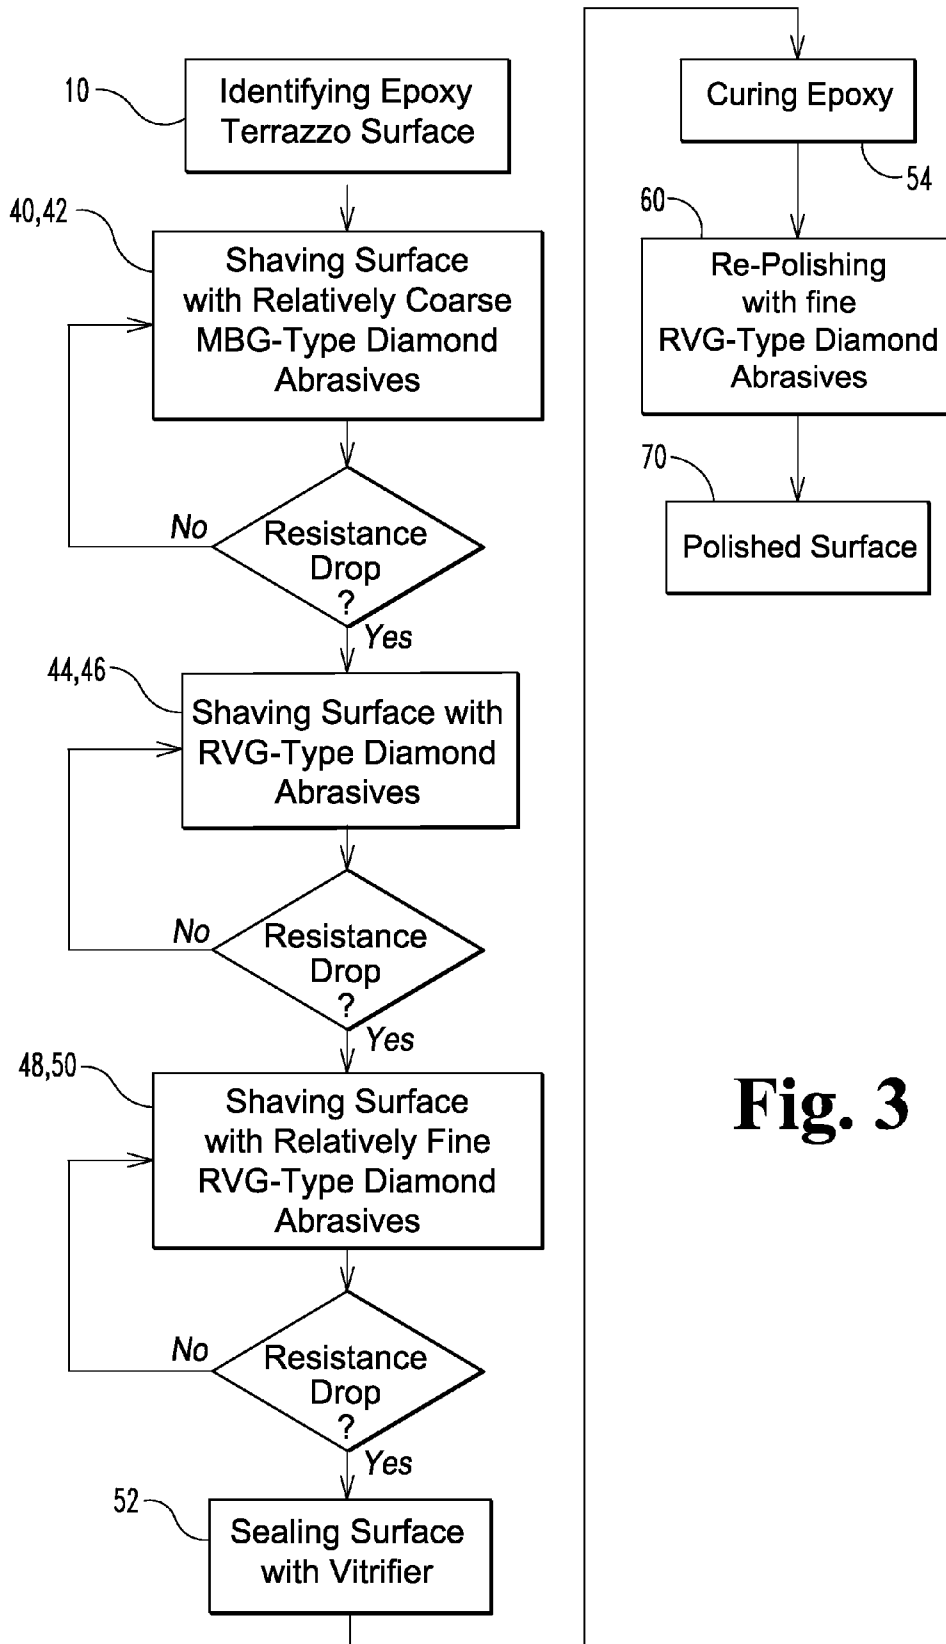 10
Identifying Epoxy
Terrazzo Surface
40,42
Shaving Surface
with Relatively Coarse
MBG-Type Diamond
Abrasives
No
Resistance
Drop
?
Yes
44,46
Shaving Surface with
RVG-Type Diamond
Abrasives
No
Resistance
Drop
?
Yes
48,50
Shaving Surface
with Relatively Fine
RVG-Type Diamond
Abrasives
No
Resistance
Drop
?
Yes
52
Sealing Surface
with Vitrifier
Curing Epoxy
54
60
Re-Polishing
with fine
RVG-Type Diamond
Abrasives
70
Polished Surface
Fig. 3